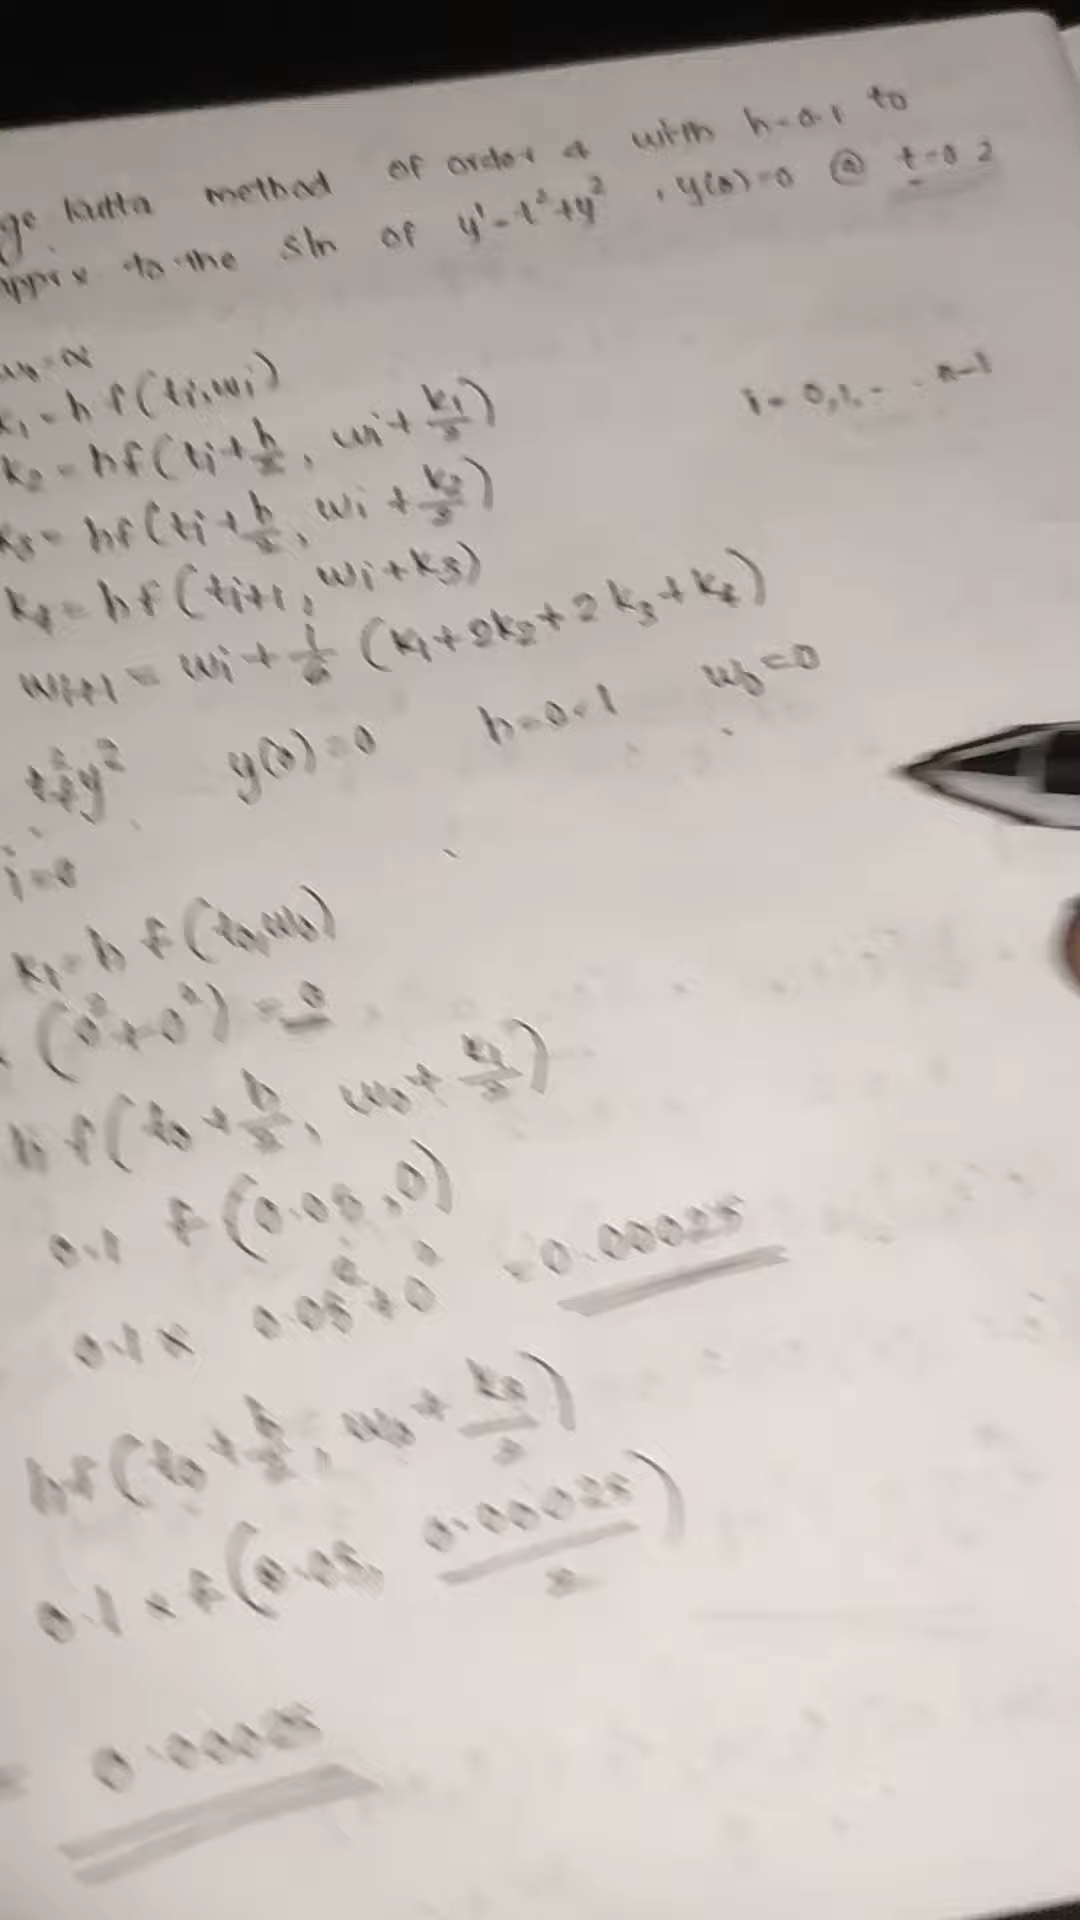 ge kutta method of order 4 with h=0.1 to
apprx to the sln of y'=t²+y², y(0)=0 @ t=0.2
w₀=α
k₁=hf(ti,wi)
k₂=hf(ti+h/2, wi+k₁/2) i=0,1,...n-1
k₃=hf(ti+h/2, wi+k₂/2)
k₄=hf(ti+1, wi+k₃)
wi+1=wi+1/6(k₁+2k₂+2k₃+k₄)
t²+y² y(0)=0 h=0.1 w₀=0
i=0
k₁=hf(t₀,w₀)
(0²+0²)=0
hf(t₀+h/2, w₀+k₁/2)
0.1 f(0.05,0)
0.1× 0.05²+0² =0.00025
hf(t₀+h/2, w₀+k₂/2)
0.1×f(0.05, 0.00025/2)
= 0.00025